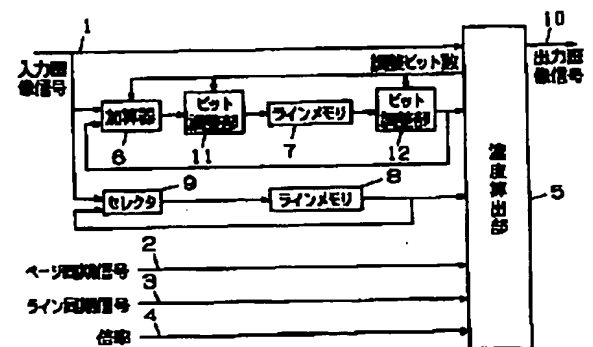 1
10
入力画
像信号
出力画
像信号
調整ビット数
加算器
6
ビット
調整部
11
ラインメモリ
7
ビット
調整部
12
濃度算出部
5
9
セレクタ
8
ラインメモリ
2
ページ同期信号
3
ライン同期信号
4
倍率